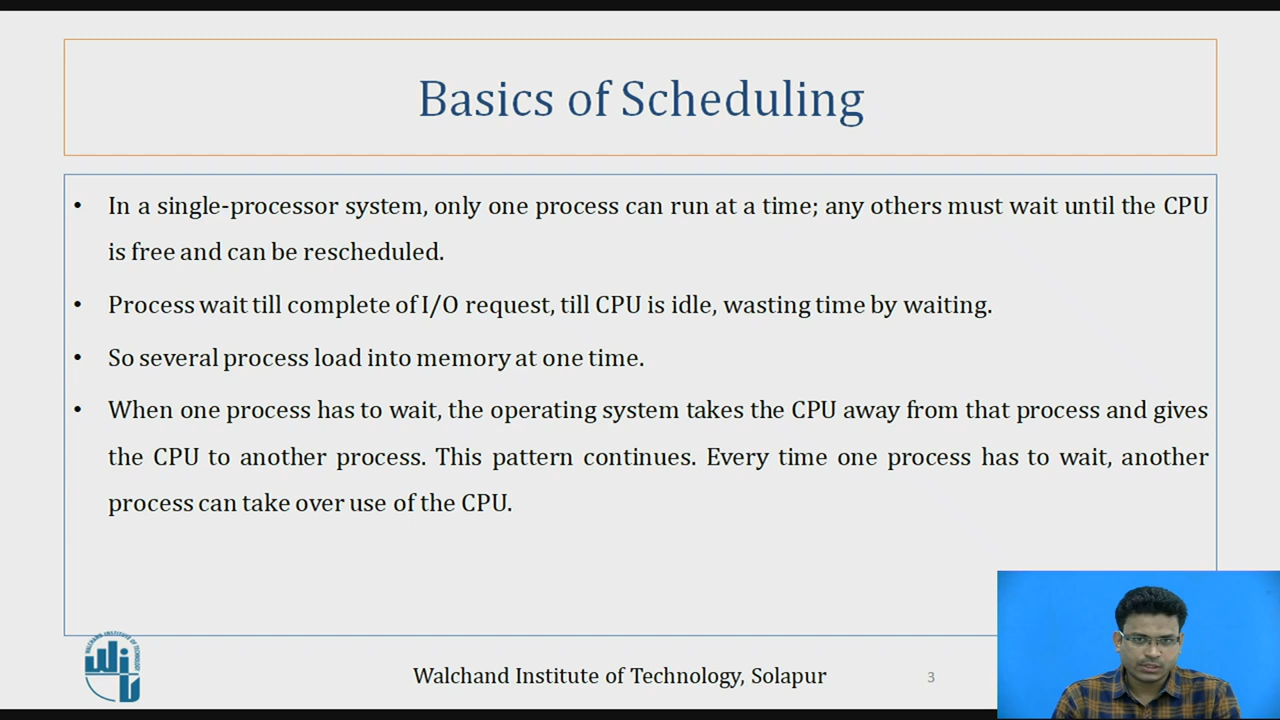 Basics of Scheduling
• In a single-processor system, only one process can run at a time; any others must wait until the CPU
is free and can be rescheduled.
• Process wait till complete of I/O request, till CPU is idle, wasting time by waiting.
• So several process load into memory at one time.
• When one process has to wait, the operating system takes the CPU away from that process and gives
the CPU to another process. This pattern continues. Every time one process has to wait, another
process can take over use of the CPU.
WALCHAND INSTITUTE OF TECHNOLOGY
Walchand Institute of Technology, Solapur
3